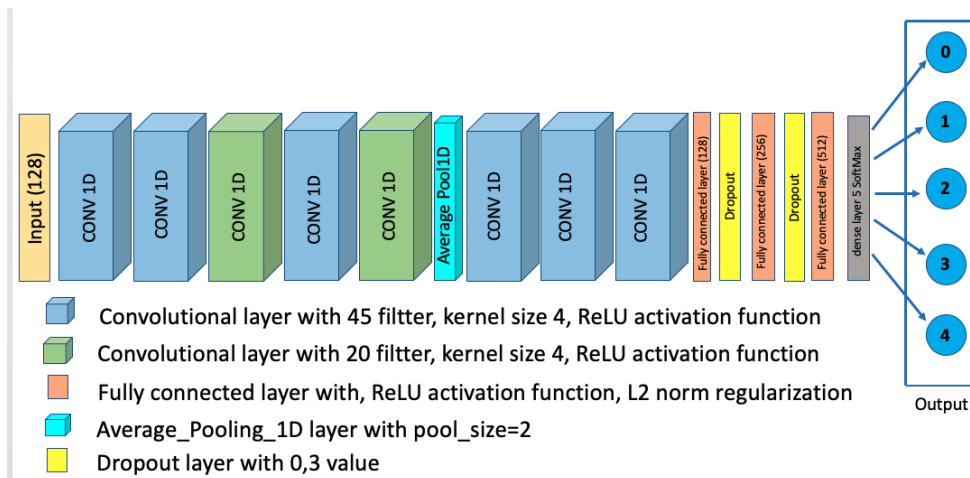 Input (128)
CONV 1D
CONV 1D
CONV 1D
CONV 1D
CONV 1D
Average Pool1D
CONV 1D
CONV 1D
CONV 1D
Fully connected layer (128)
Dropout
Fully connected layer (256)
Dropout
Fully connected layer (512)
dense layer 5 SoftMax
0
1
2
3
4
Output
Convolutional layer with 45 filtter, kernel size 4, ReLU activation function
Convolutional layer with 20 filtter, kernel size 4, ReLU activation function
Fully connected layer with, ReLU activation function, L2 norm regularization
Average_Pooling_1D layer with pool_size=2
Dropout layer with 0,3 value